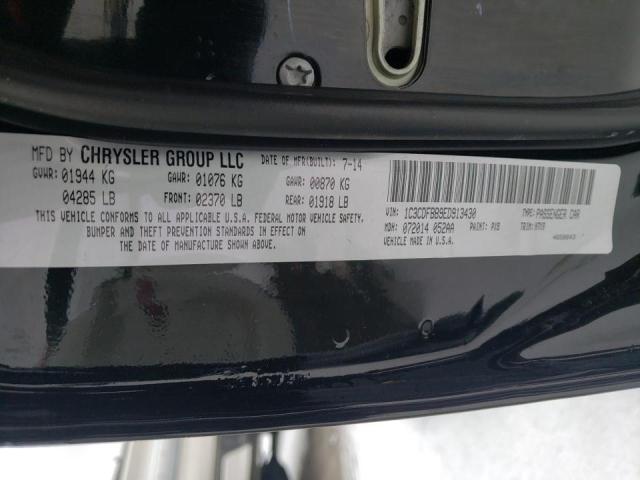 MFD BY CHRYSLER GROUP LLC DATE OF MFR(BUILT): 7-14
GVWR: 01944 KG GAWR: 01076 KG GAWR: 00870 KG
04285 LB FRONT: 02370 LB REAR: 01918 LB
THIS VEHICLE CONFORMS TO ALL APPLICABLE U.S.A. FEDERAL MOTOR VEHICLE SAFETY,
BUMPER AND THEFT PREVENTION STANDARDS IN EFFECT ON
THE DATE OF MANUFACTURE SHOWN ABOVE.
VIN: 1C3CDFBB9ED913430 TYPE: PASSENGER CAR
MDH: 072014 052AA PAINT: TRIM:
VEHICLE MADE IN U.S.A.